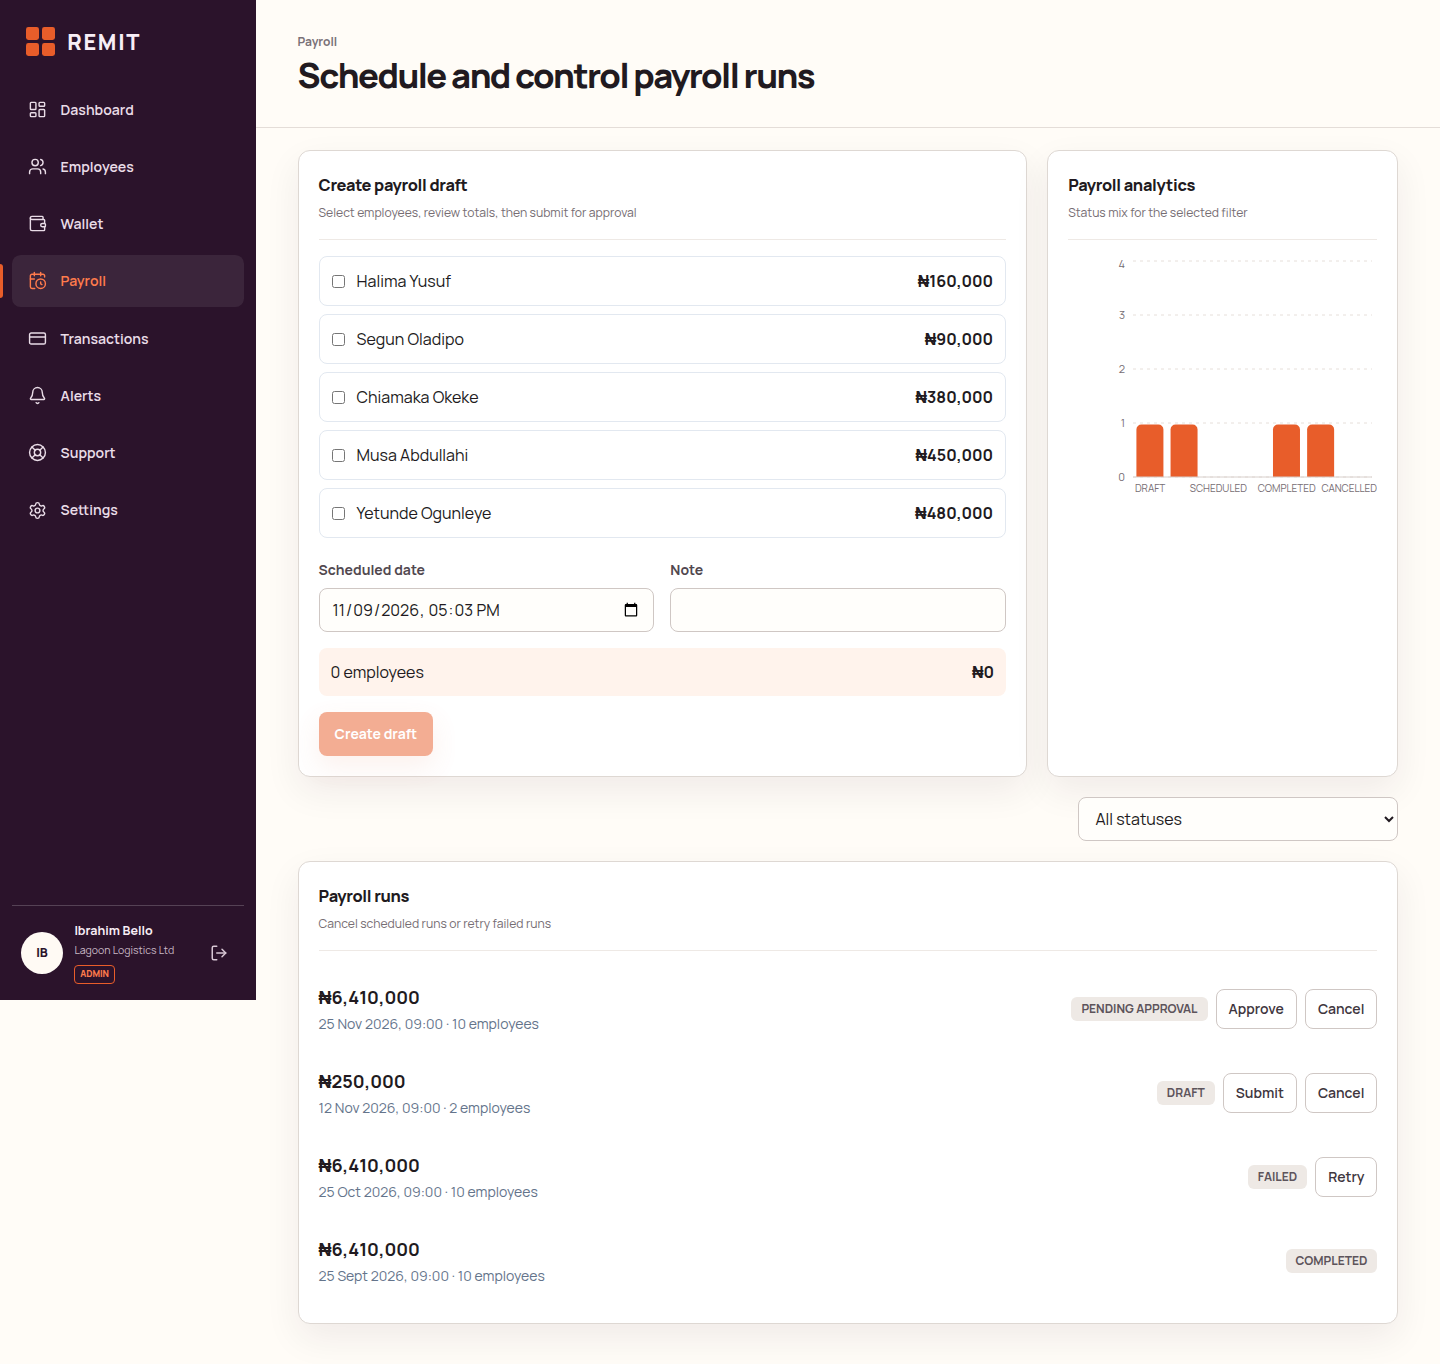 REMIT
Dashboard
Employees
Wallet
Payroll
Transactions
Alerts
Support
Settings
IB
Ibrahim Bello
Lagoon Logistics Ltd
ADMIN
Payroll
Schedule and control payroll runs
Create payroll draft
Select employees, review totals, then submit for approval
Halima Yusuf ₦160,000
Segun Oladipo ₦90,000
Chiamaka Okeke ₦380,000
Musa Abdullahi ₦450,000
Yetunde Ogunleye ₦480,000
Scheduled date Note
11/09/2026, 05:03 PM
0 employees ₦0
Create draft
Payroll analytics
Status mix for the selected filter
4
3
2
1
0
DRAFT SCHEDULED COMPLETED CANCELLED
All statuses
Payroll runs
Cancel scheduled runs or retry failed runs
₦6,410,000
25 Nov 2026, 09:00 · 10 employees
PENDING APPROVAL Approve Cancel
₦250,000
12 Nov 2026, 09:00 · 2 employees
DRAFT Submit Cancel
₦6,410,000
25 Oct 2026, 09:00 · 10 employees
FAILED Retry
₦6,410,000
25 Sept 2026, 09:00 · 10 employees
COMPLETED